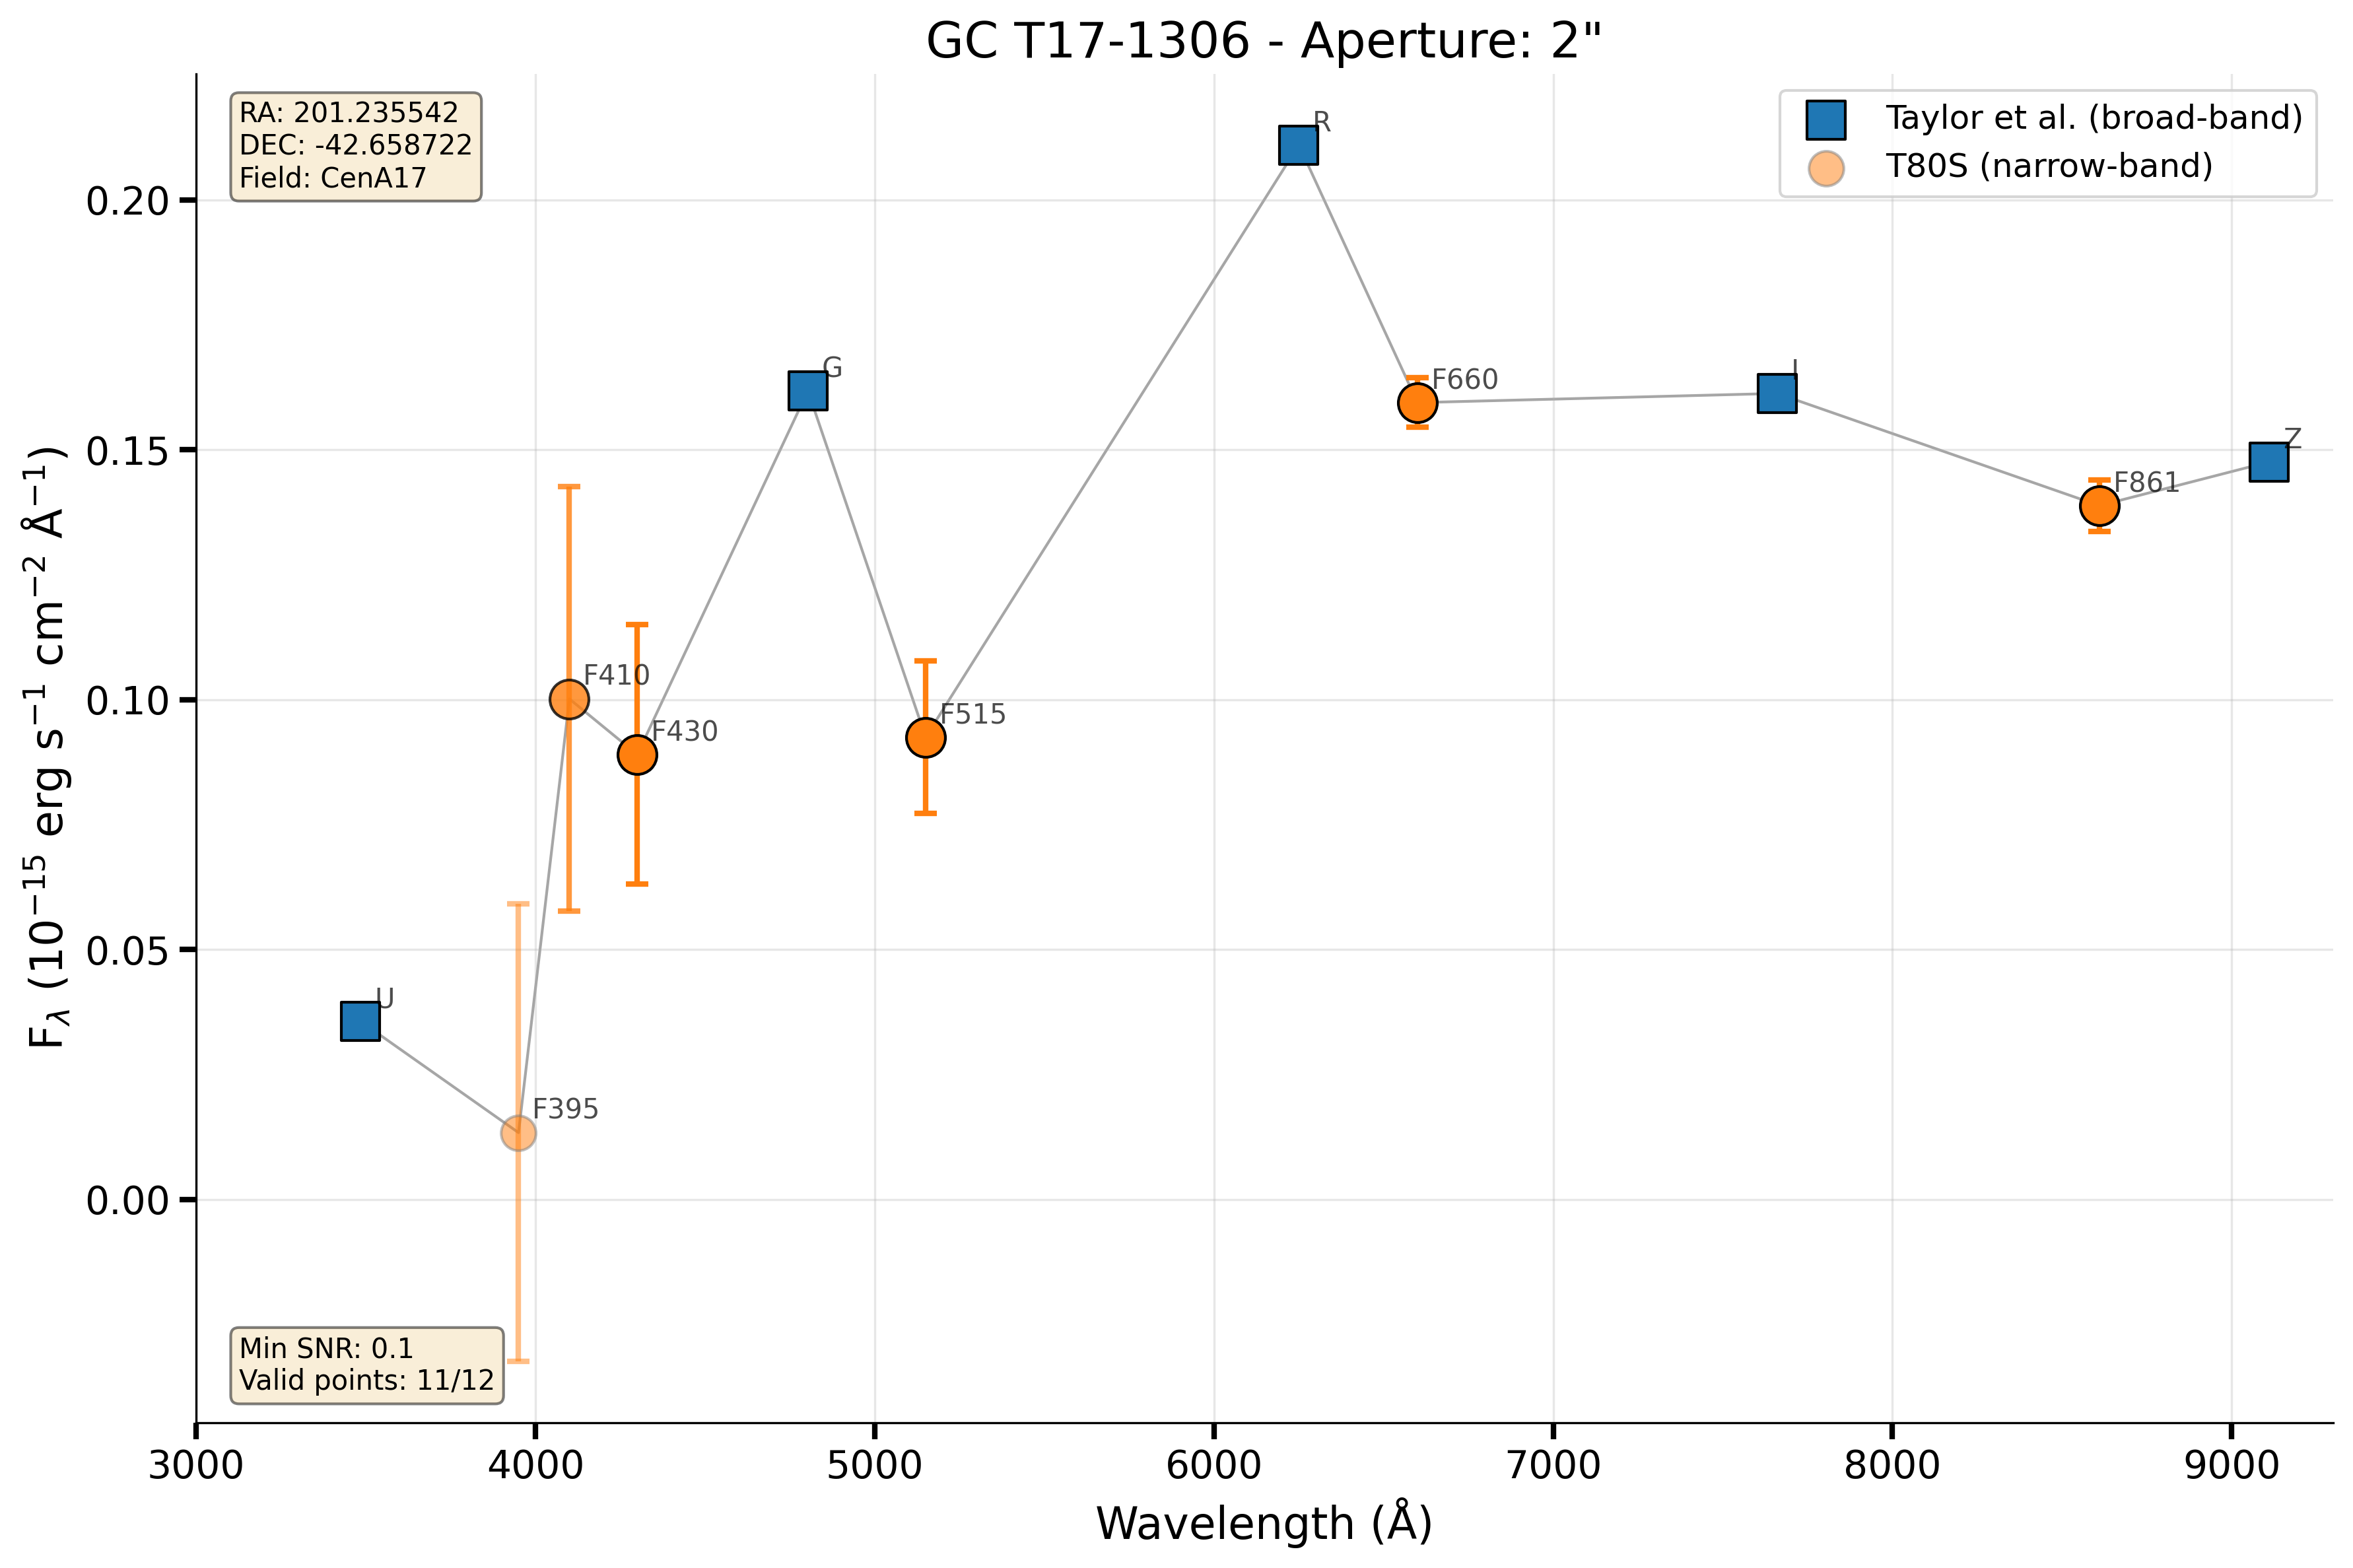 GC T17-1306 - Aperture: 2"
RA: 201.235542
DEC: -42.658722
Field: CenA17
Taylor et al. (broad-band)
T80S (narrow-band)
R
G
I
F660
Z
F861
F410
F430
F515
U
F395
Min SNR: 0.1
Valid points: 11/12
0.20
0.15
0.10
0.05
0.00
F_λ (10⁻¹⁵ erg s⁻¹ cm⁻² Å⁻¹)
3000 4000 5000 6000 7000 8000 9000
Wavelength (Å)